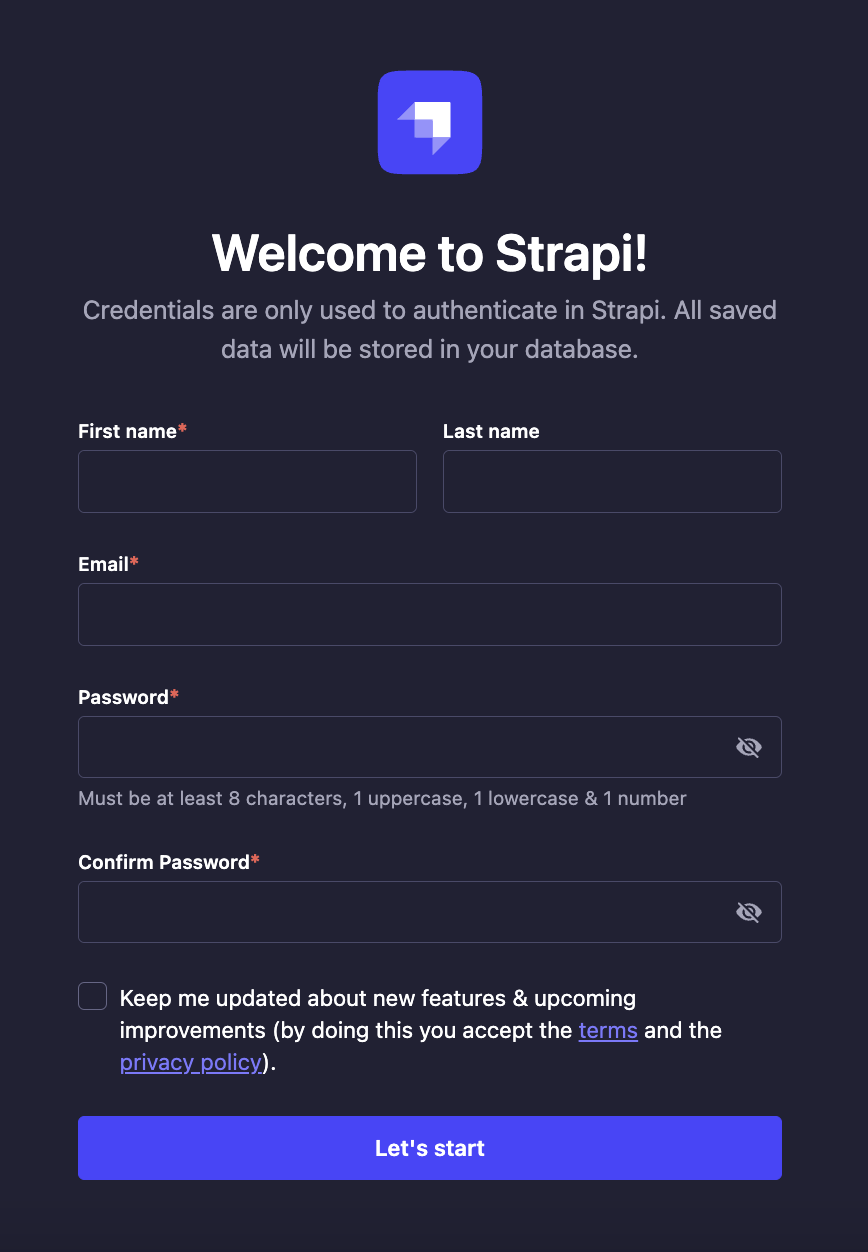 Welcome to Strapi!
Credentials are only used to authenticate in Strapi. All saved
data will be stored in your database.
First name*
Last name
Email*
Password*
Must be at least 8 characters, 1 uppercase, 1 lowercase & 1 number
Confirm Password*
Keep me updated about new features & upcoming
improvements (by doing this you accept the terms and the
privacy policy).
Let's start